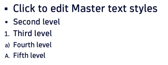 ▪ Click to edit Master text styles
• Second level
1. Third level
a) Fourth level
A. Fifth level